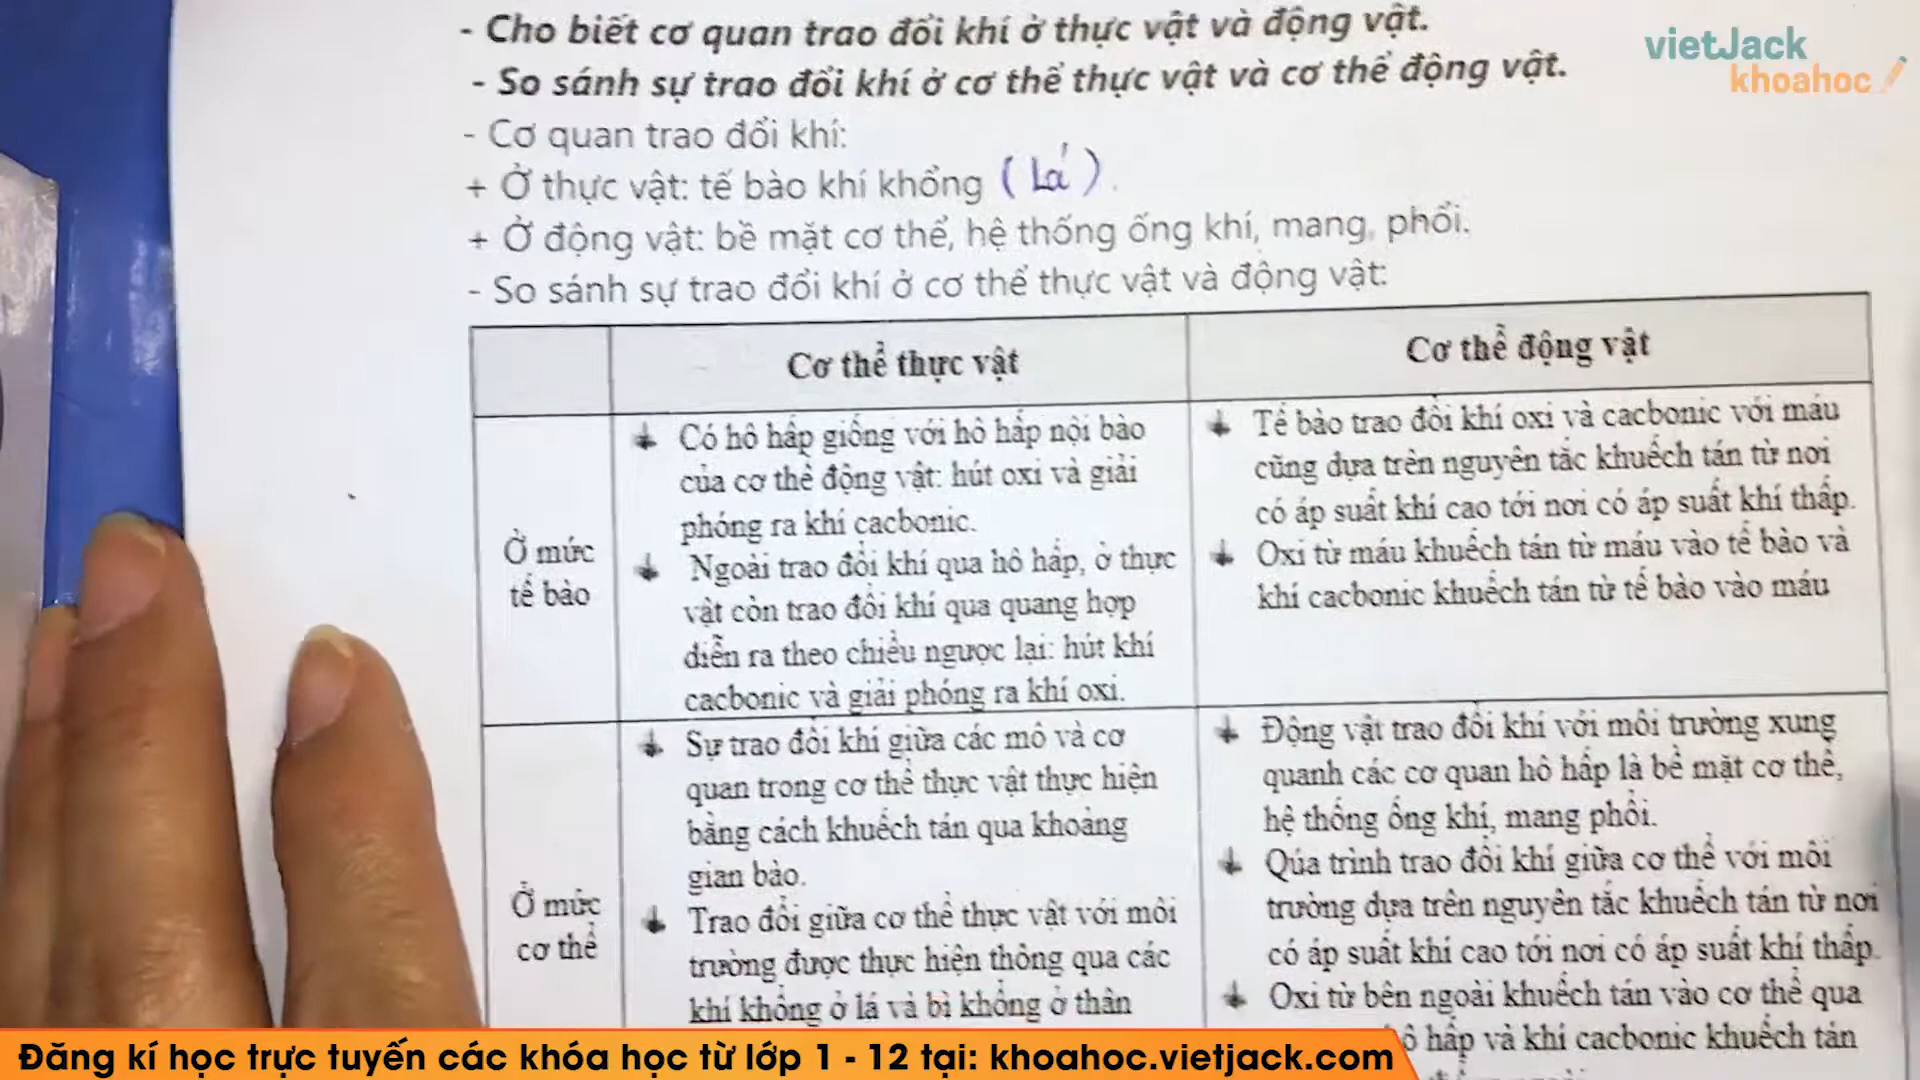 - Cho biết cơ quan trao đổi khí ở thực vật và động vật.
- So sánh sự trao đổi khí ở cơ thể thực vật và cơ thể động vật.
- Cơ quan trao đổi khí:
+ Ở thực vật: tế bào khí khổng (Lá).
+ Ở động vật: bề mặt cơ thể, hệ thống ống khí, mang, phổi.
- So sánh sự trao đổi khí ở cơ thể thực vật và động vật:
Cơ thể thực vật
Cơ thể động vật
Ở mức
tế bào
Có hô hấp giống với hô hấp nội bào
của cơ thể động vật: hút oxi và giải
phóng ra khí cacbonic.
Ngoài trao đổi khí qua hô hấp, ở thực
vật còn trao đổi khí qua quang hợp
diễn ra theo chiều ngược lại: hút khí
cacbonic và giải phóng ra khí oxi.
Tế bào trao đổi khí oxi và cacbonic với máu
cũng dựa trên nguyên tắc khuếch tán từ nơi
có áp suất khí cao tới nơi có áp suất khí thấp.
Oxi từ máu khuếch tán từ máu vào tế bào và
khí cacbonic khuếch tán từ tế bào vào máu
Ở mức
cơ thể
Sự trao đổi khí giữa các mô và cơ
quan trong cơ thể thực vật thực hiện
bằng cách khuếch tán qua khoảng
gian bào.
Trao đổi giữa cơ thể thực vật với môi
trường được thực hiện thông qua các
khí khổng ở lá và bì khổng ở thân
Động vật trao đổi khí với môi trường xung
quanh các cơ quan hô hấp là bề mặt cơ thể,
hệ thống ống khí, mang phổi.
Qúa trình trao đổi khí giữa cơ thể với môi
trường dựa trên nguyên tắc khuếch tán từ nơi
có áp suất khí cao tới nơi có áp suất khí thấp.
Oxi từ bên ngoài khuếch tán vào cơ thể qua
hấp và khí cacbonic khuếch tán
vietJack
khoahoc
Đăng kí học trực tuyến các khóa học từ lớp 1 - 12 tại: khoahoc.vietjack.com